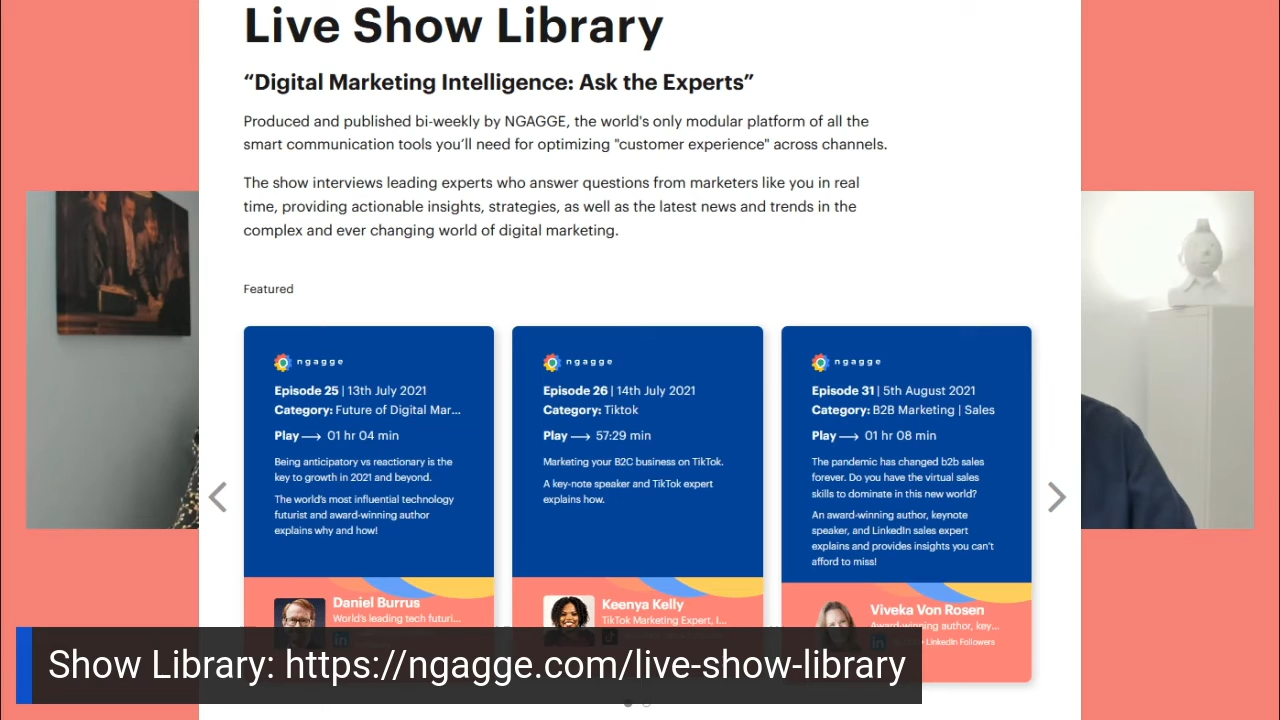 Live Show Library
“Digital Marketing Intelligence: Ask the Experts”
Produced and published bi-weekly by NGAGGE, the world's only modular platform of all the
smart communication tools you’ll need for optimizing "customer experience" across channels.
The show interviews leading experts who answer questions from marketers like you in real
time, providing actionable insights, strategies, as well as the latest news and trends in the
complex and ever changing world of digital marketing.
Featured
ngagge
Episode 25 | 13th July 2021
Category: Future of Digital Mar...
Play 01 hr 04 min
Being anticipatory vs reactionary is the
key to growth in 2021 and beyond.
The world's most influential technology
futurist and award-winning author
explains why and how!
Daniel Burrus
World's leading tech futuri...
in
ngagge
Episode 26 | 14th July 2021
Category: Tiktok
Play 57:29 min
Marketing your B2C business on TikTok.
A key-note speaker and TikTok expert
explains how.
Keenya Kelly
TikTok Marketing Expert, I...
ngagge
Episode 31 | 5th August 2021
Category: B2B Marketing | Sales
Play 01 hr 08 min
The pandemic has changed b2b sales
forever. Do you have the virtual sales
skills to dominate in this new world?
An award-winning author, keynote
speaker, and LinkedIn sales expert
explains and provides insights you can't
afford to miss!
Viveka Von Rosen
Award-winning author, key...
in LinkedIn Followers
Show Library: https://ngagge.com/live-show-library